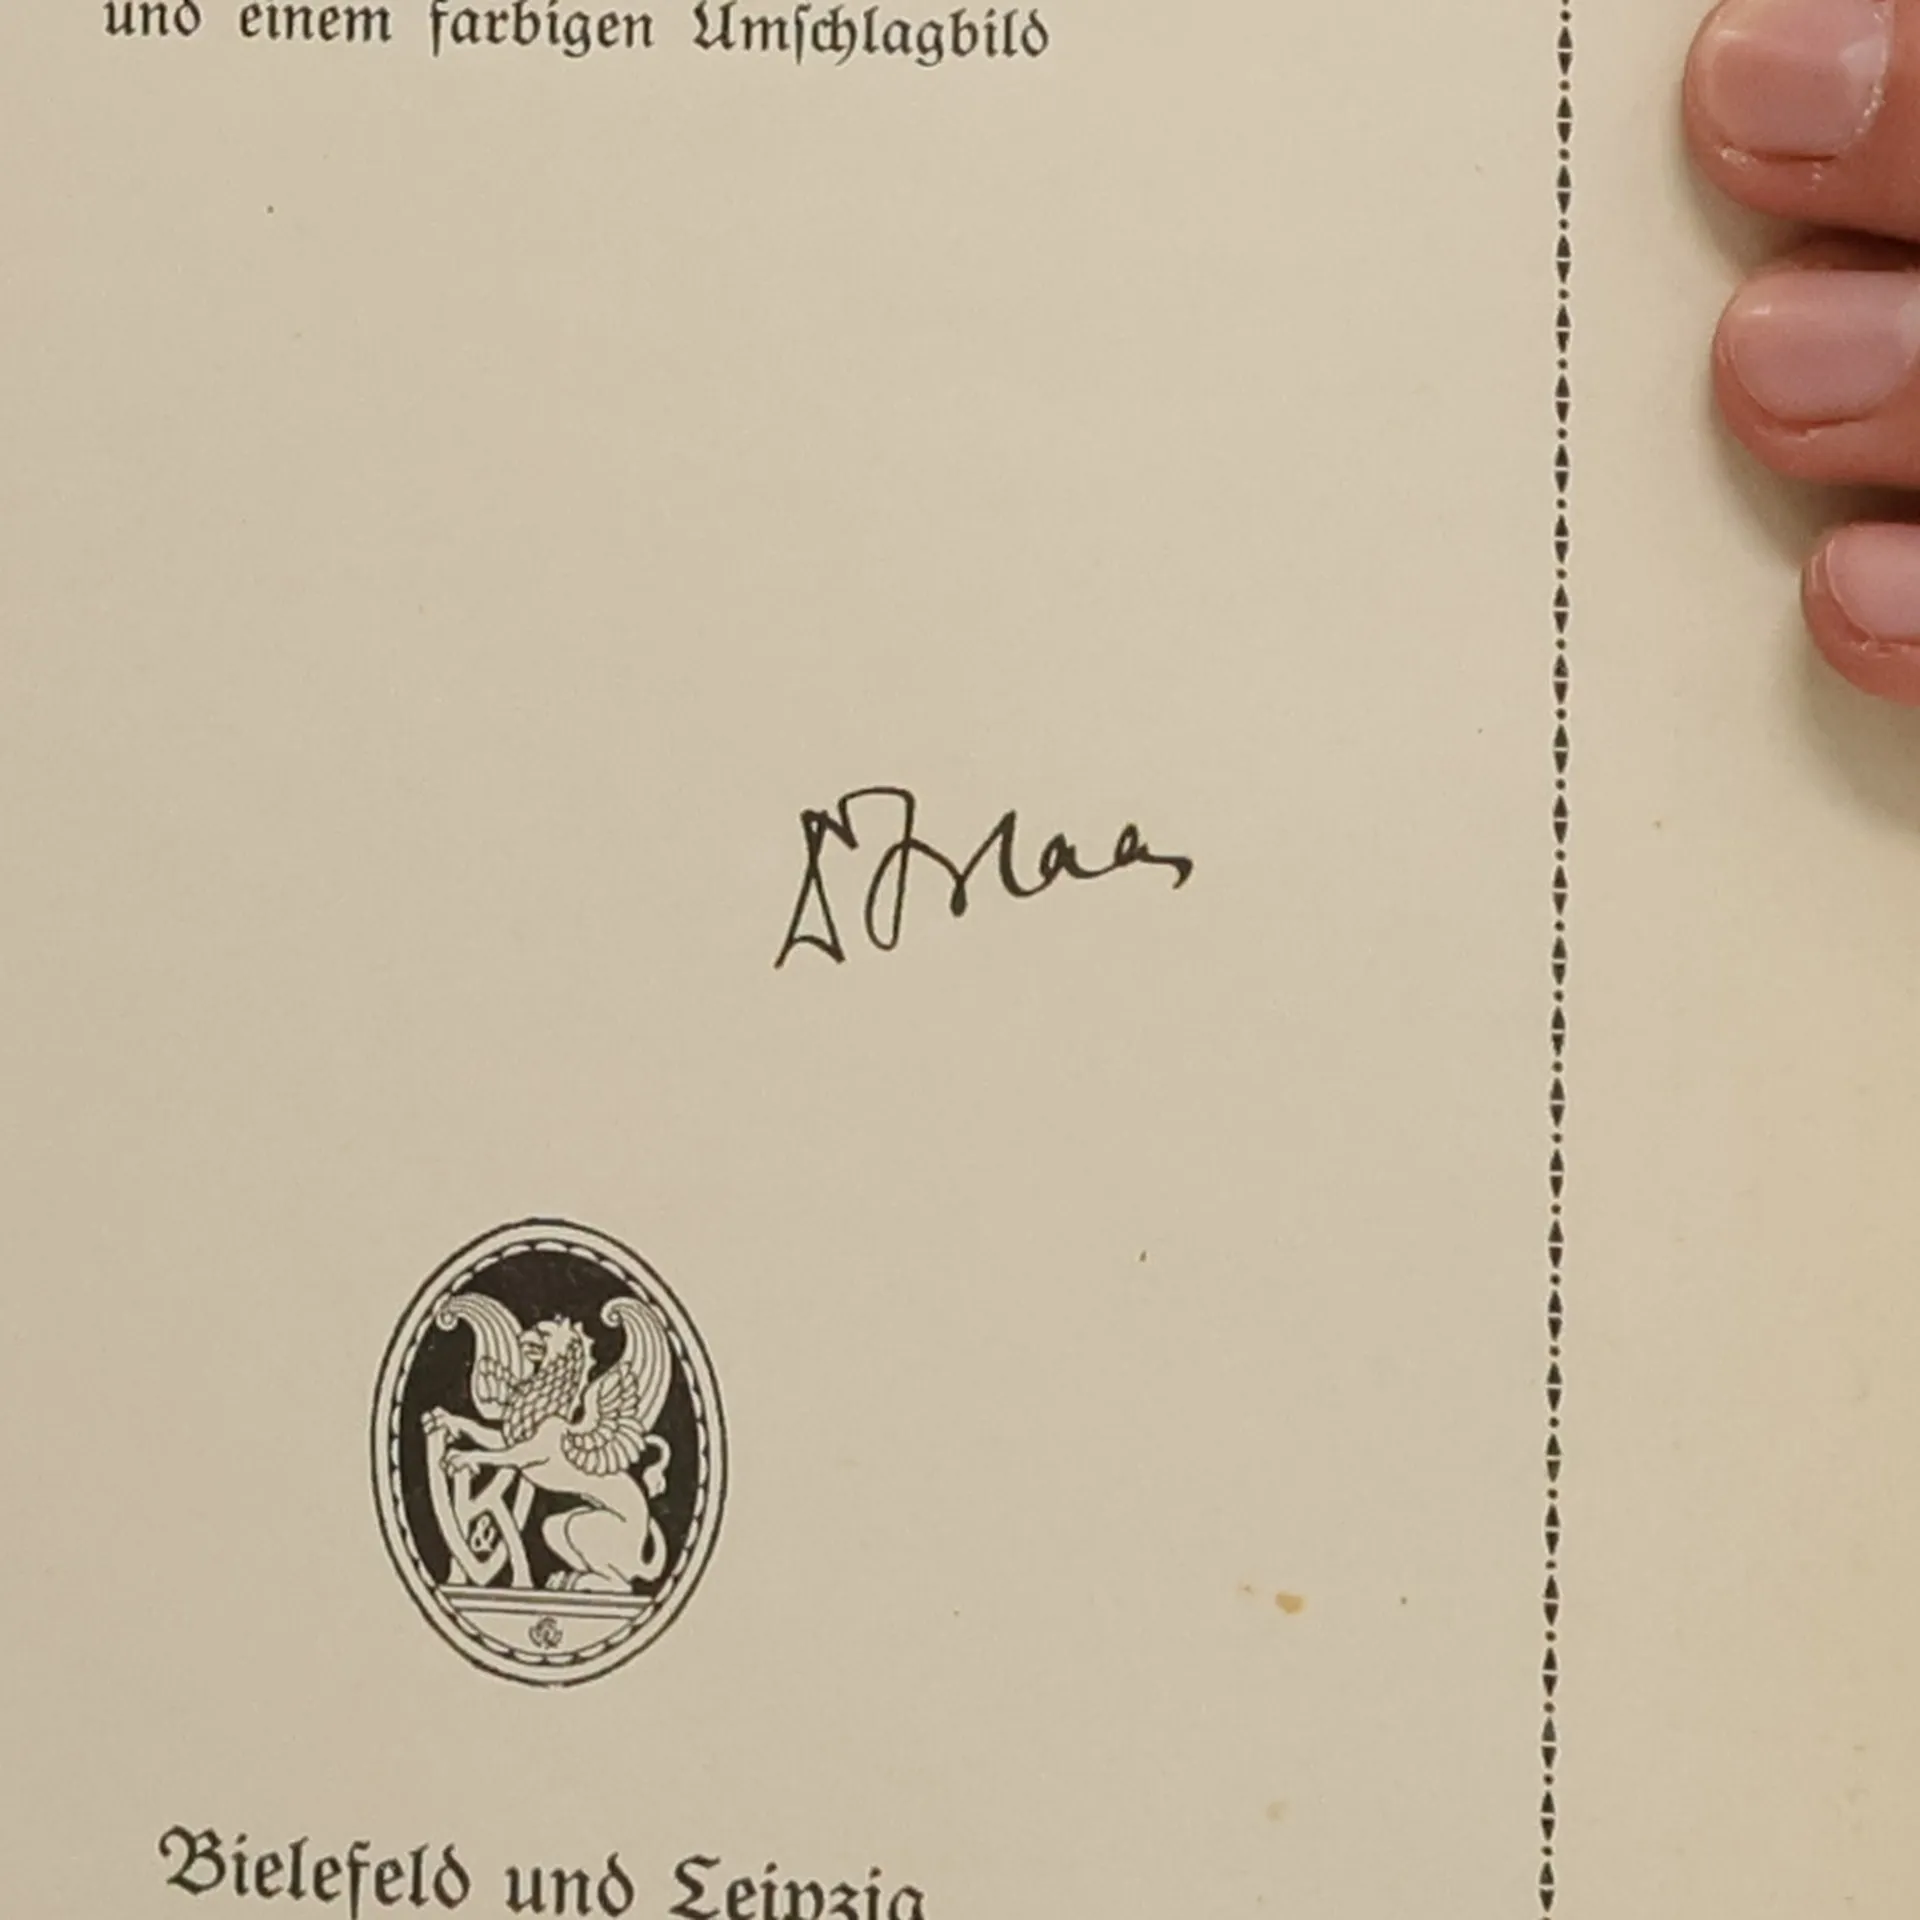 und einem farbigen Umſchlagbild
V & K
Bielefeld und Leipzig